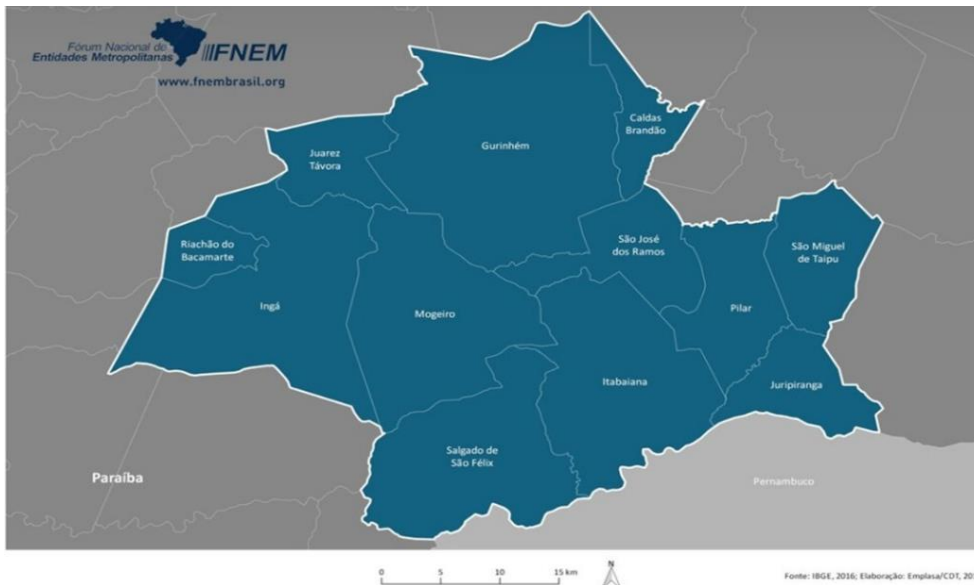 Fórum Nacional de
Entidades Metropolitanas
FNEM
www.fnembrasil.org
Caldas
Brandão
Gurinhém
Juarez
Távora
Riachão do
Bacamarte
São José
dos Ramos
São Miguel
de Taipu
Ingá
Mogeiro
Pilar
Itabaiana
Juripiranga
Salgado de
São Félix
Paraíba
Pernambuco
0 5 10 15 km
N
Fonte: IBGE, 2016; Elaboração: Emplasa/CDT, 20